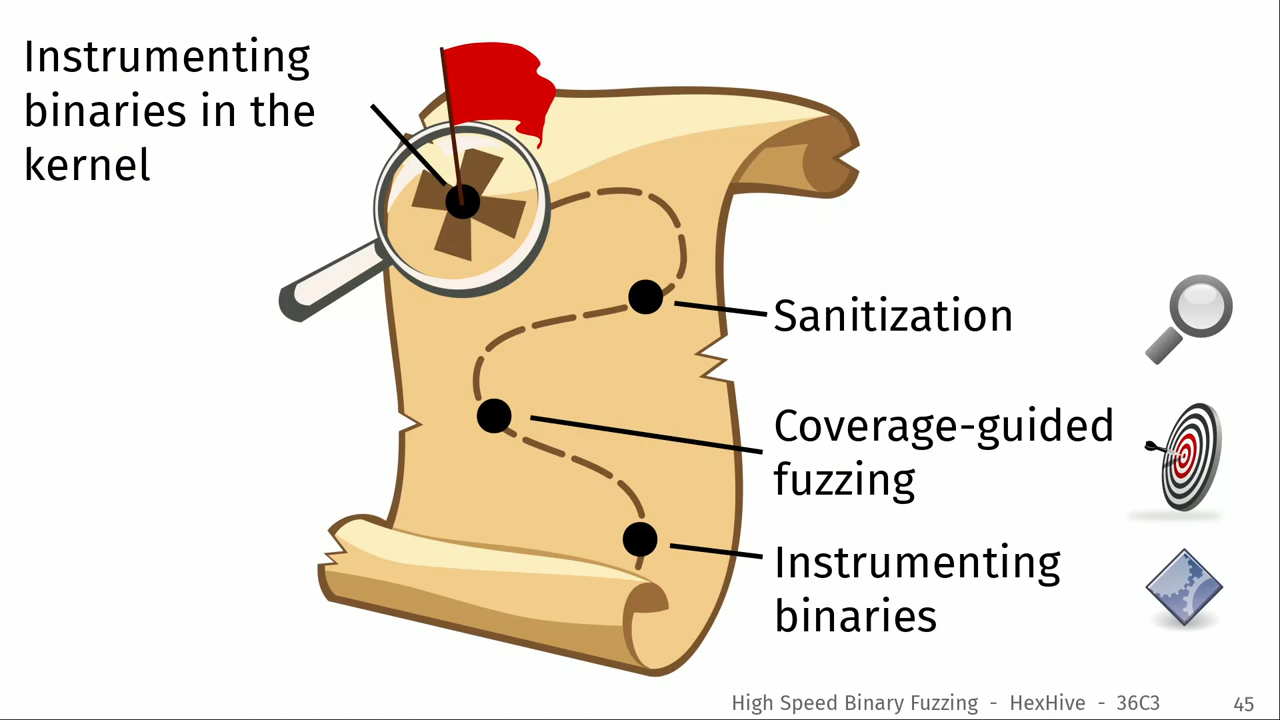 Instrumenting
binaries in the
kernel
Sanitization
Coverage-guided
fuzzing
Instrumenting
binaries
High Speed Binary Fuzzing - HexHive - 36C3
45